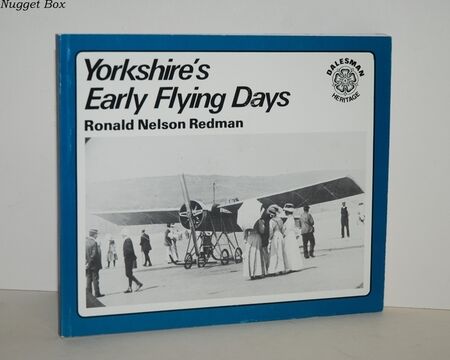 Nugget Box
Yorkshire's
Early Flying Days
Ronald Nelson Redman
DALESMAN
HERITAGE